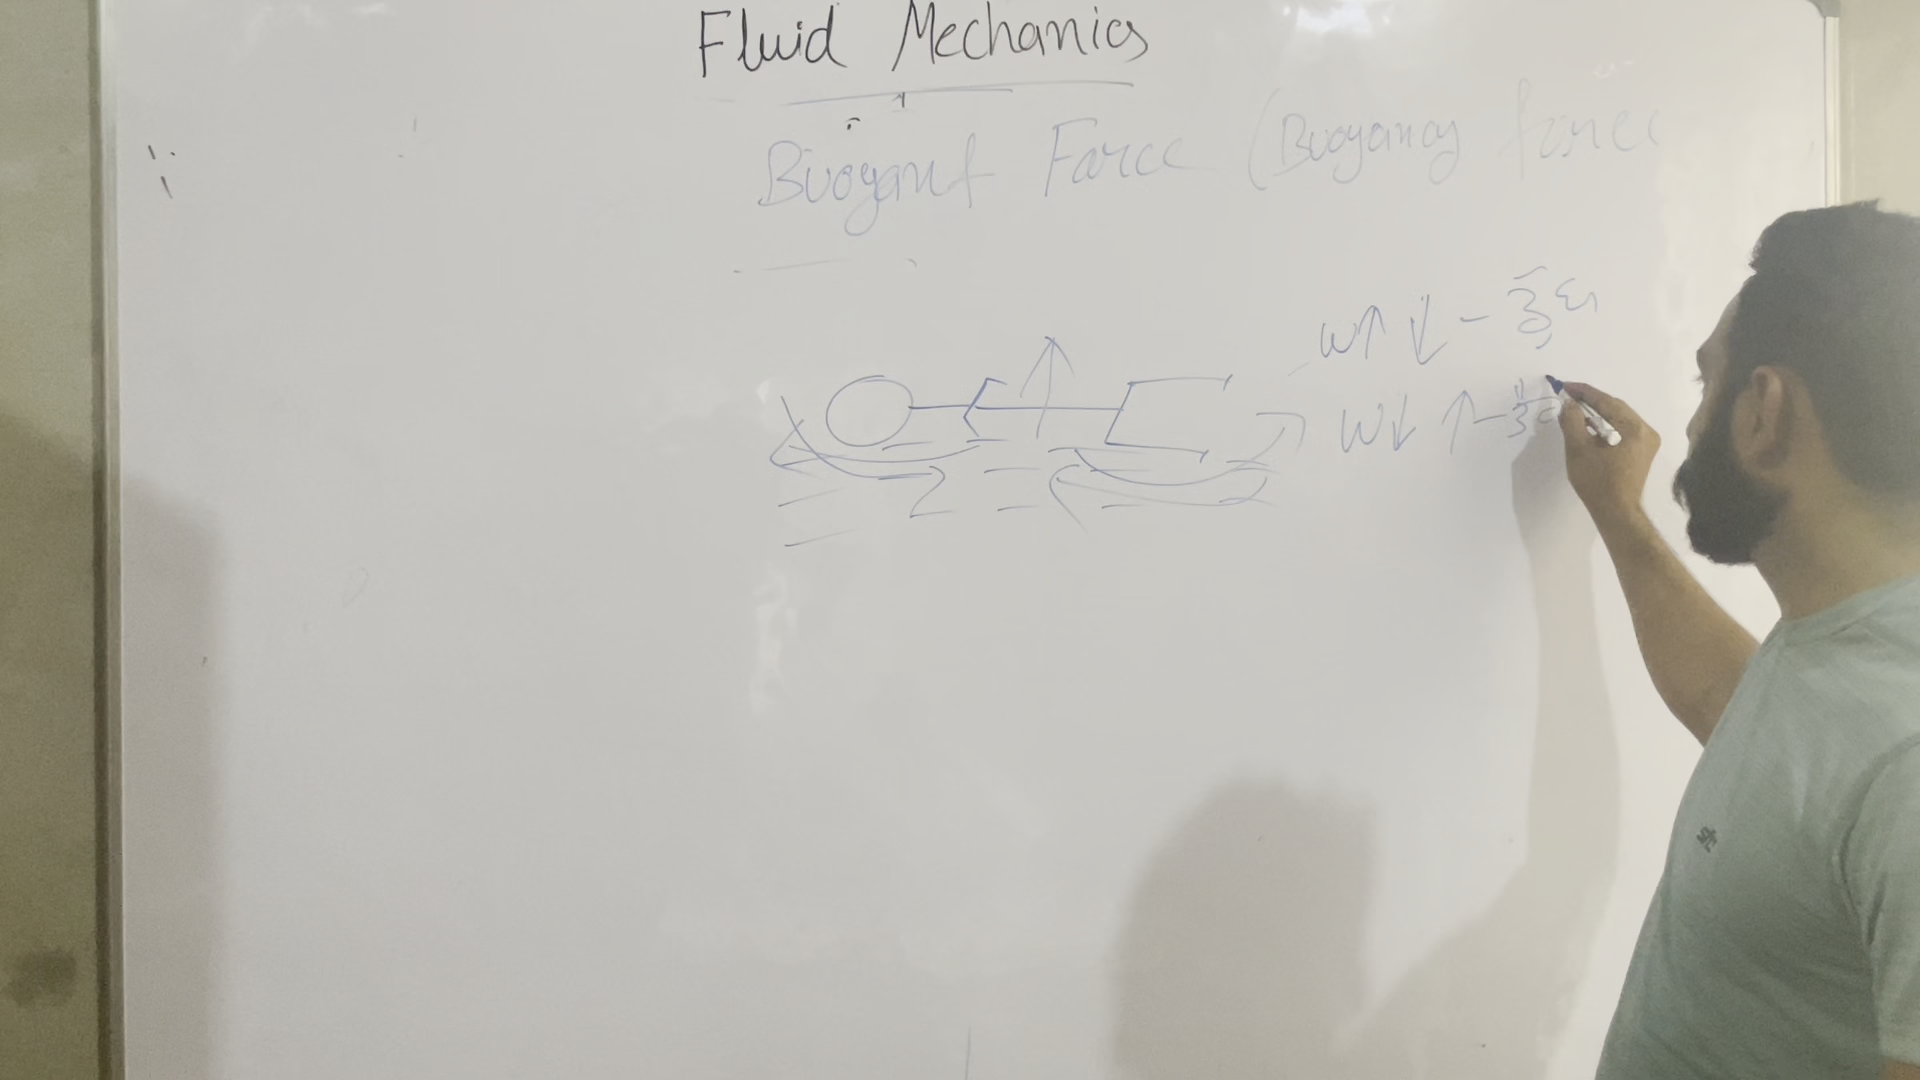 Fluid Mechanics
Buoyant Force (Buoyancy force
W↑ ↓ -
W↓ ↑ -